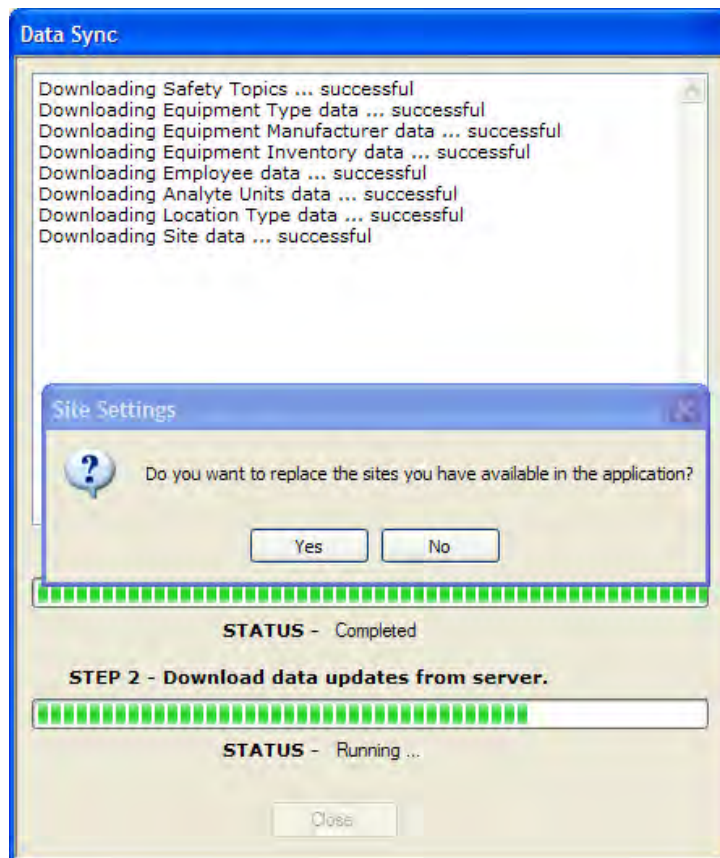 Data Sync
Downloading Safety Topics ... successful
Downloading Equipment Type data ... successful
Downloading Equipment Manufacturer data ... successful
Downloading Equipment Inventory data ... successful
Downloading Employee data ... successful
Downloading Analyte Units data ... successful
Downloading Location Type data ... successful
Downloading Site data ... successful
Site Settings
Do you want to replace the sites you have available in the application?
Yes No
STATUS - Completed
STEP 2 - Download data updates from server.
STATUS - Running ...
Close